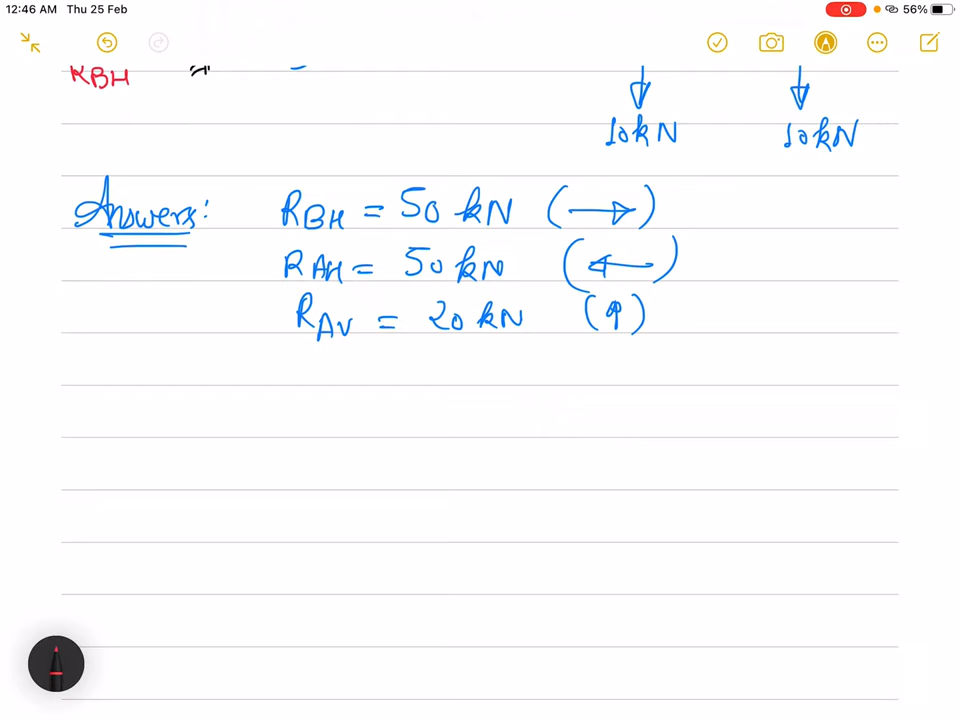 12:46 AM Thu 25 Feb 56%
RBH
10kN 10kN
Answers: RBH = 50 kN (→)
RAH = 50 kN (←)
RAV = 20 kN (↑)